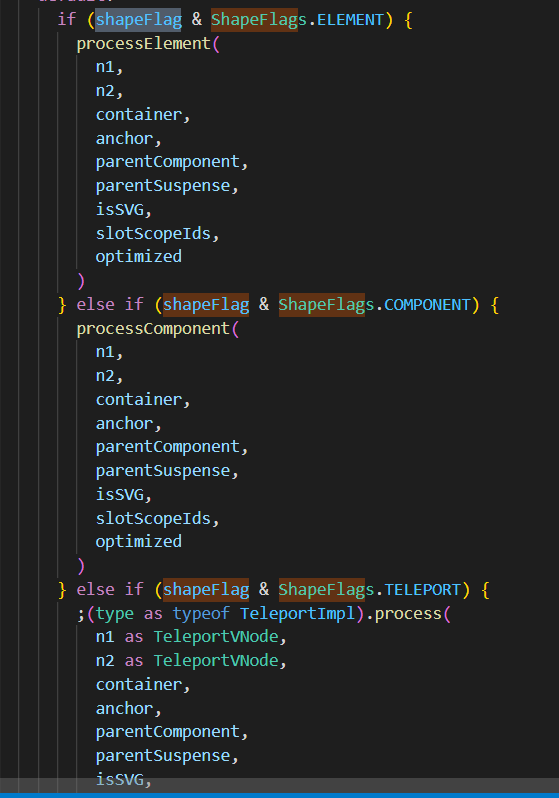 if (shapeFlag & ShapeFlags.ELEMENT) {
processElement(
n1,
n2,
container,
anchor,
parentComponent,
parentSuspense,
isSVG,
slotScopeIds,
optimized
)
} else if (shapeFlag & ShapeFlags.COMPONENT) {
processComponent(
n1,
n2,
container,
anchor,
parentComponent,
parentSuspense,
isSVG,
slotScopeIds,
optimized
)
} else if (shapeFlag & ShapeFlags.TELEPORT) {
;(type as typeof TeleportImpl).process(
n1 as TeleportVNode,
n2 as TeleportVNode,
container,
anchor,
parentComponent,
parentSuspense,
isSVG,